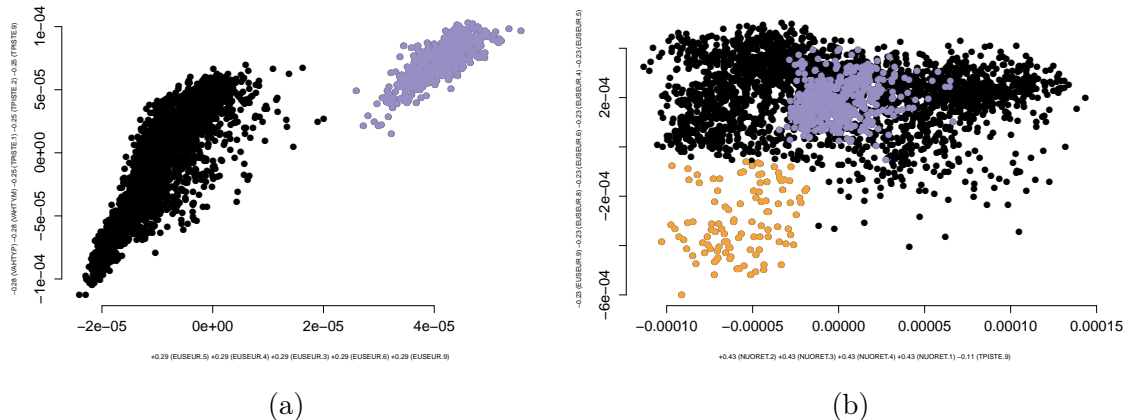 1e−04
5e−05
0e+00
−5e−05
−1e−04
−0.28 (VAHTYP) −0.28 (VAHTY.M) −0.25 (TPISTE.1) −0.25 (TPISTE.2) −0.25 (TPISTE.9)
−2e−05 0e+00 2e−05 4e−05
+0.29 (EUSEUR.5) +0.29 (EUSEUR.4) +0.29 (EUSEUR.3) +0.29 (EUSEUR.6) +0.29 (EUSEUR.9)
(a)
2e−04
−2e−04
−6e−04
−0.23 (EUSEUR.9) −0.23 (EUSEUR.8) −0.23 (EUSEUR.6) −0.23 (EUSEUR.4) −0.23 (EUSEUR.5)
−0.00010 −0.00005 0.00000 0.00005 0.00010 0.00015
+0.43 (NUORET.2) +0.43 (NUORET.3) +0.43 (NUORET.4) +0.43 (NUORET.1) −0.11 (TPISTE.9)
(b)